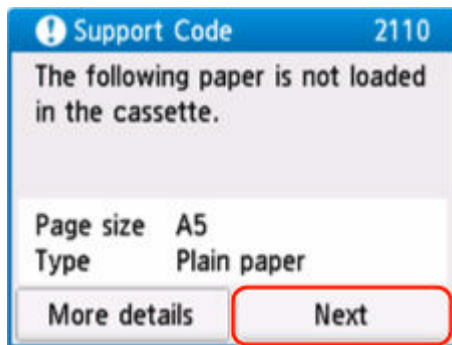 Support Code 2110
The following paper is not loaded
in the cassette.
Page size A5
Type Plain paper
More details Next